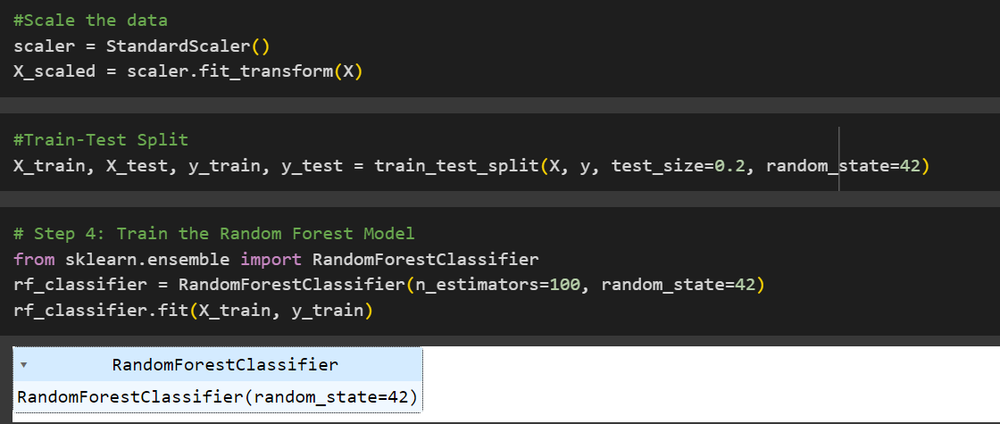 #Scale the data
scaler = StandardScaler()
X_scaled = scaler.fit_transform(X)
#Train-Test Split
X_train, X_test, y_train, y_test = train_test_split(X, y, test_size=0.2, random_state=42)
# Step 4: Train the Random Forest Model
from sklearn.ensemble import RandomForestClassifier
rf_classifier = RandomForestClassifier(n_estimators=100, random_state=42)
rf_classifier.fit(X_train, y_train)
RandomForestClassifier
RandomForestClassifier(random_state=42)